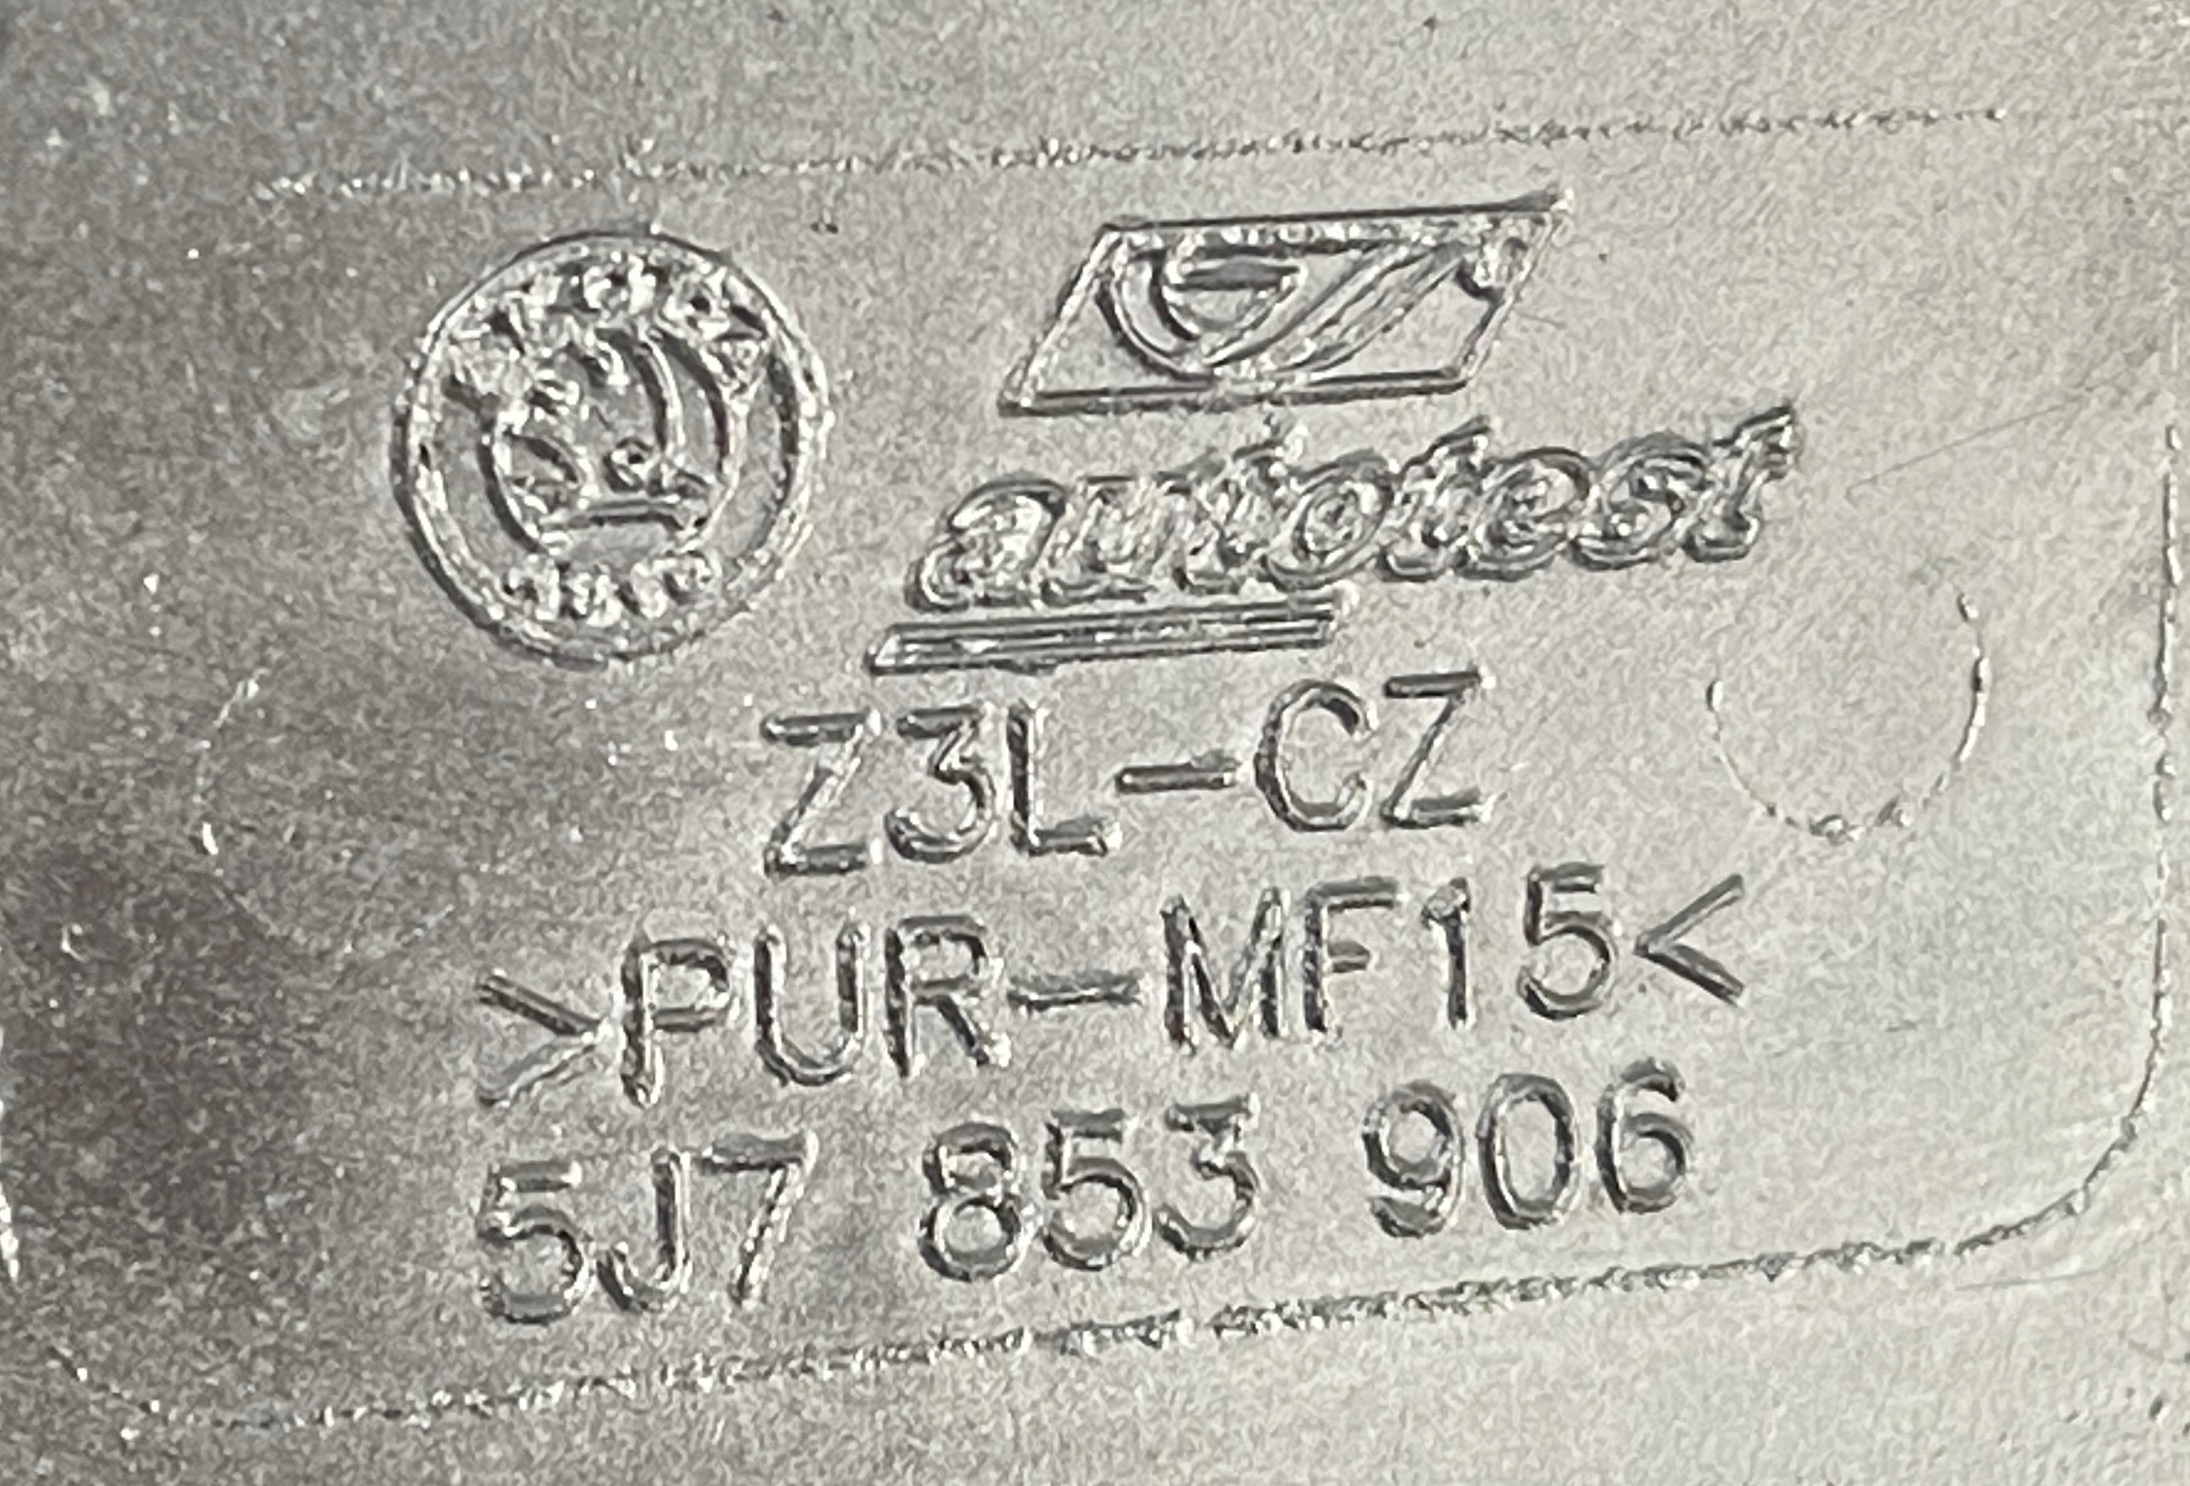 autotest
Z3L-CZ
>PUR-MF15<
5J7 853 906